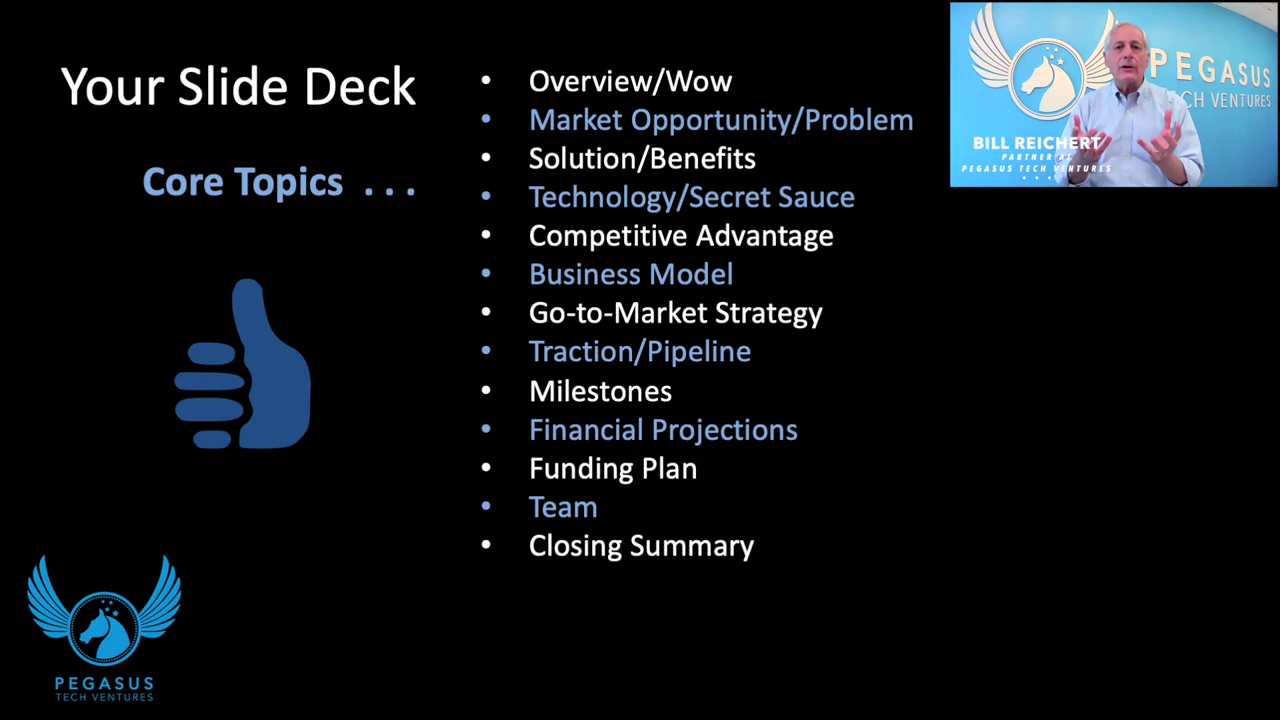 Your Slide Deck
Core Topics . . .
• Overview/Wow
• Market Opportunity/Problem
• Solution/Benefits
• Technology/Secret Sauce
• Competitive Advantage
• Business Model
• Go-to-Market Strategy
• Traction/Pipeline
• Milestones
• Financial Projections
• Funding Plan
• Team
• Closing Summary
PEGASUS
TECH VENTURES
BILL REICHERT
PARTNER AT
PEGASUS TECH VENTURES
PEGASUS
TECH VENTURES